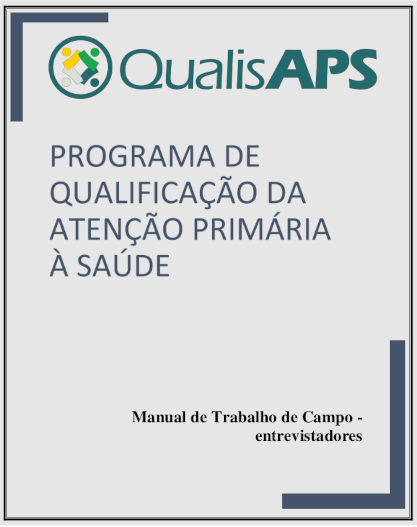 QualisAPS
PROGRAMA DE
QUALIFICAÇÃO DA
ATENÇÃO PRIMÁRIA
À SAÚDE
Manual de Trabalho de Campo -
entrevistadores